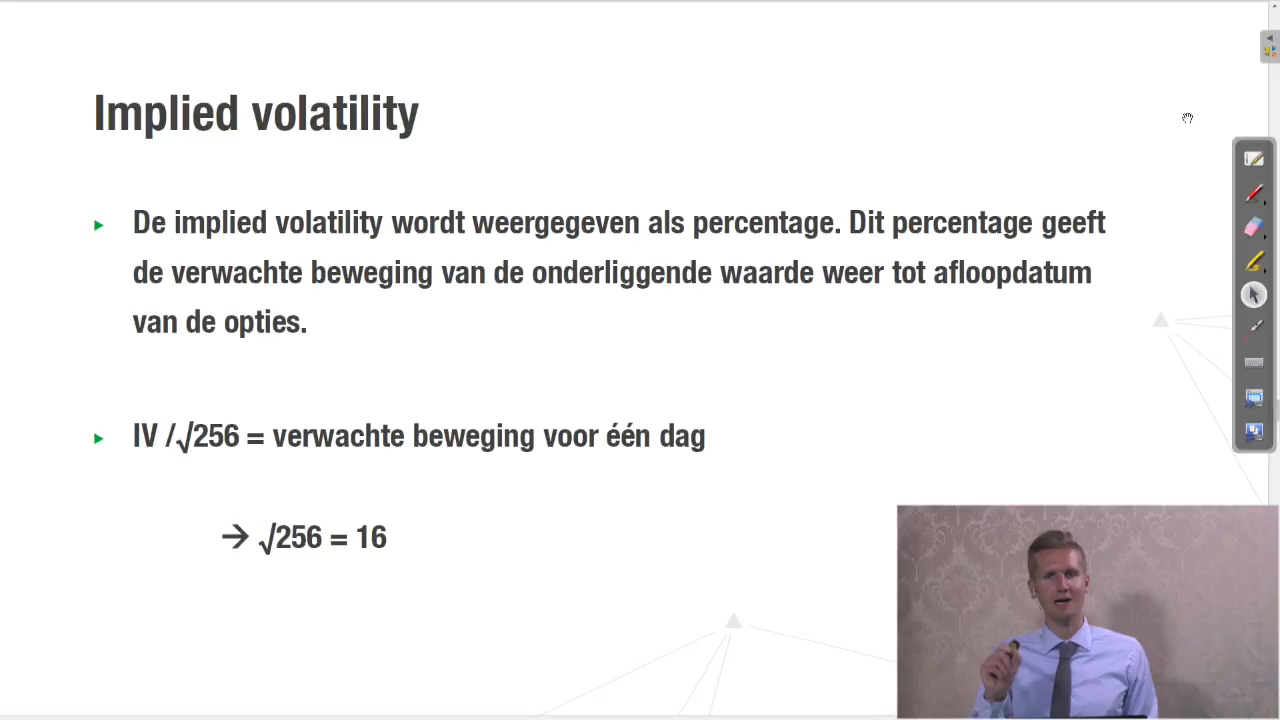 Implied volatility
De implied volatility wordt weergegeven als percentage. Dit percentage geeft
de verwachte beweging van de onderliggende waarde weer tot afloopdatum
van de opties.
IV /√256 = verwachte beweging voor één dag
→ √256 = 16